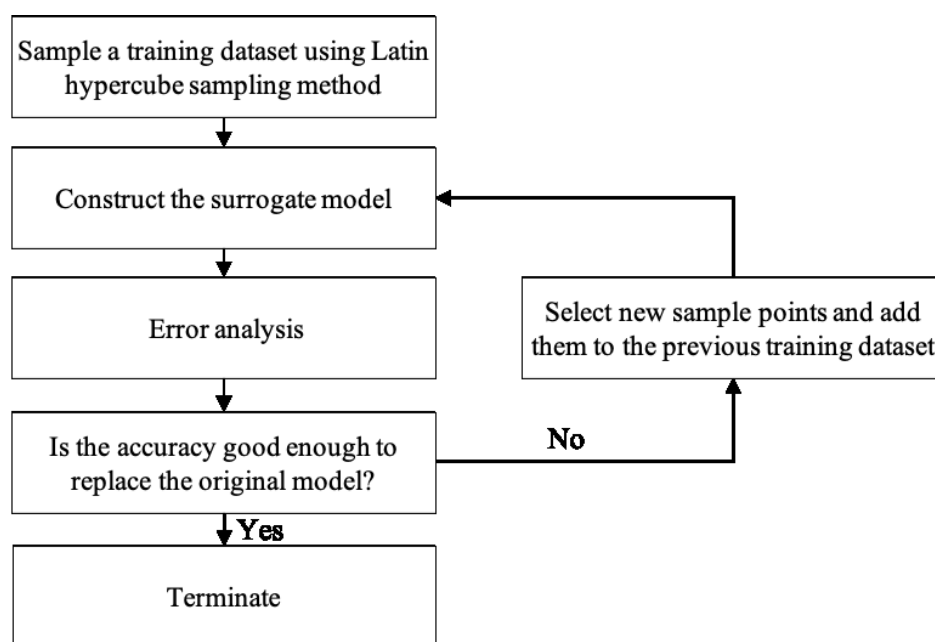 Sample a training dataset using Latin
hypercube sampling method
Construct the surrogate model
Error analysis
Select new sample points and add
them to the previous training dataset
Is the accuracy good enough to
replace the original model?
No
Yes
Terminate